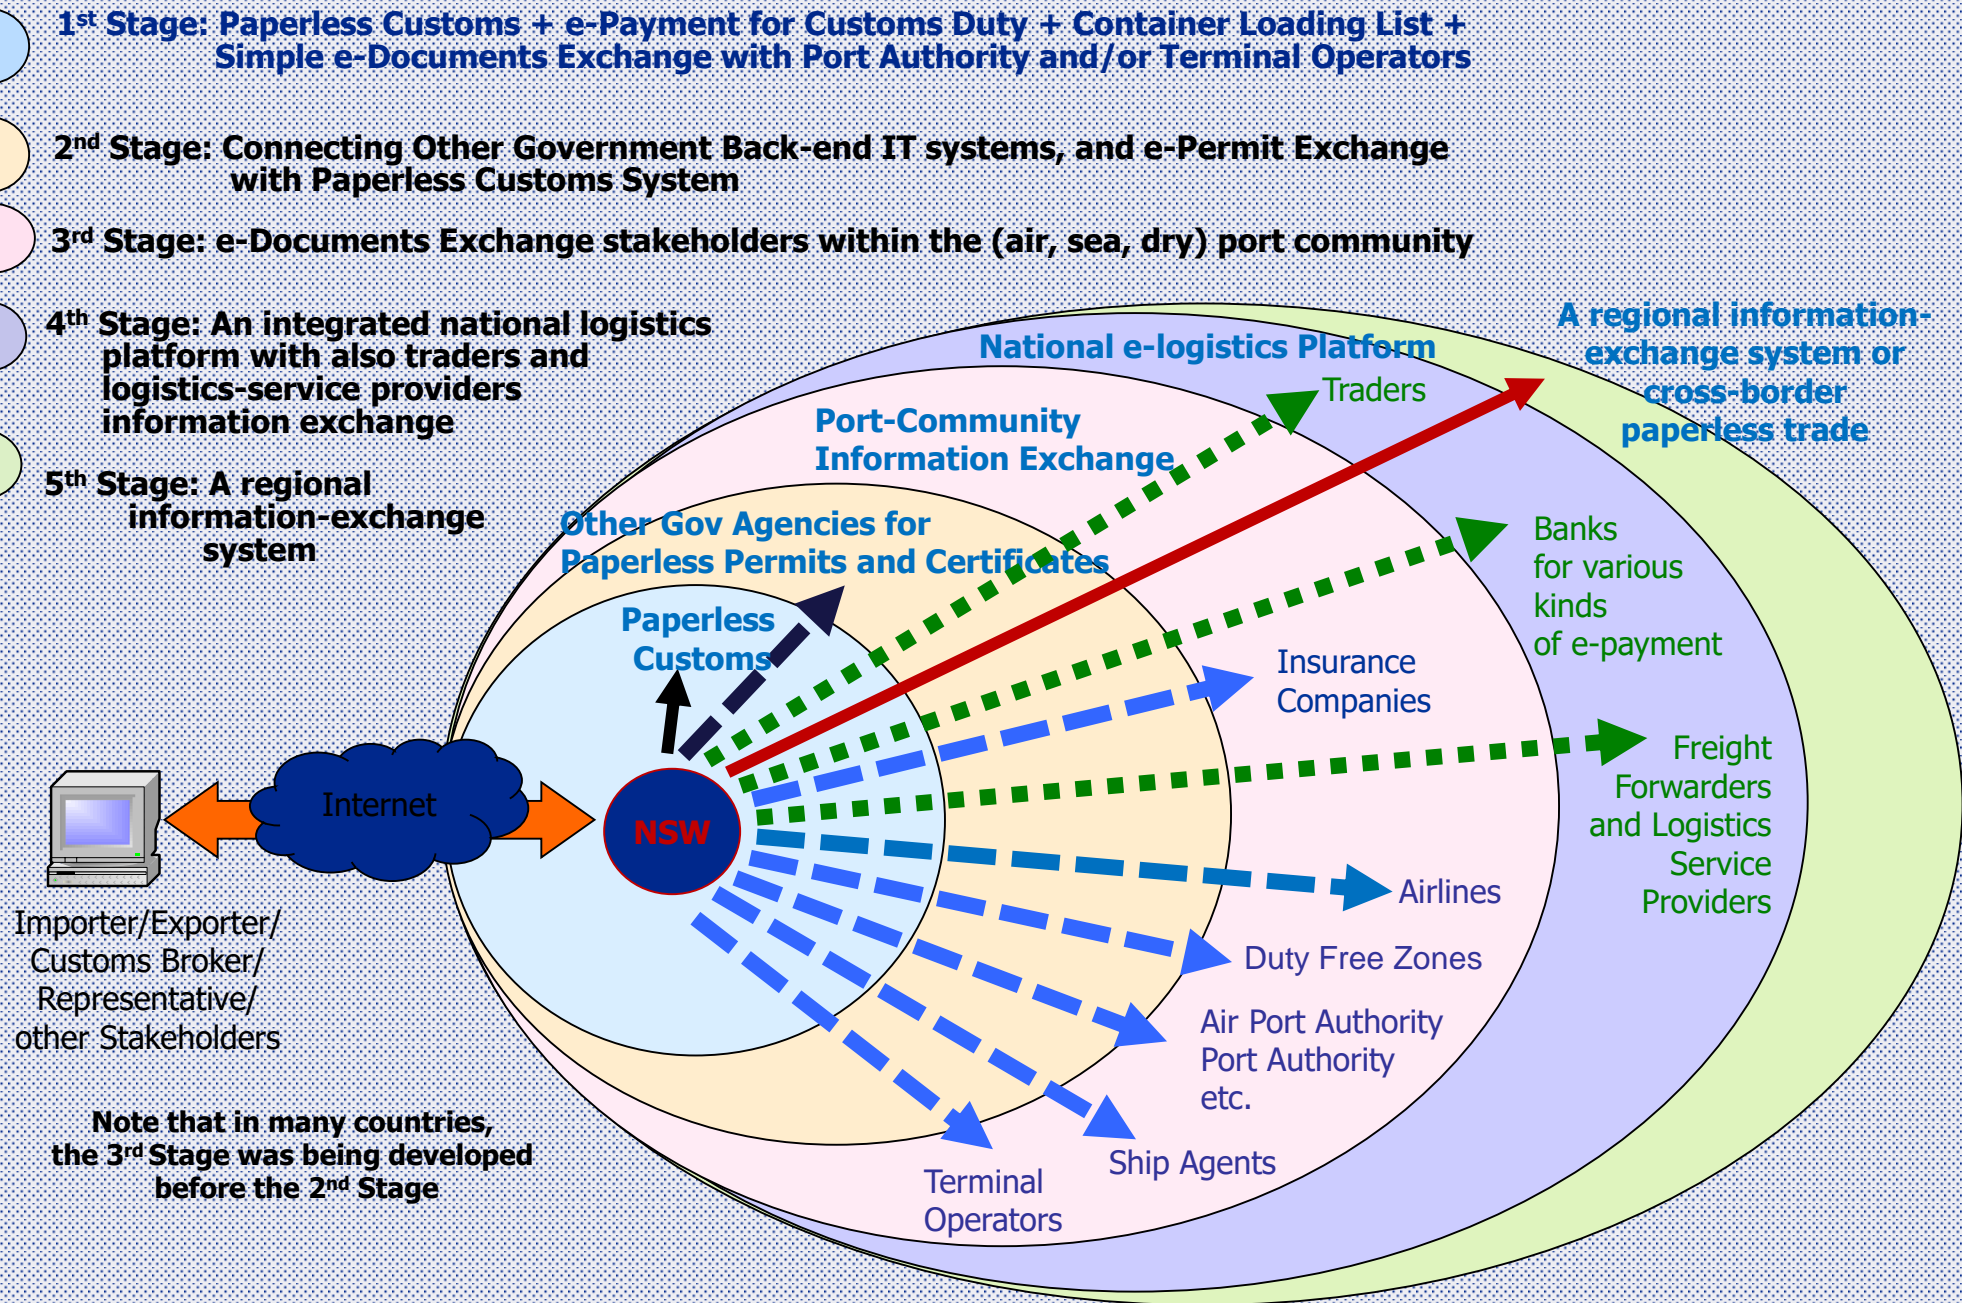 1st Stage: Paperless Customs + e-Payment for Customs Duty + Container Loading List +
Simple e-Documents Exchange with Port Authority and/or Terminal Operators
2nd Stage: Connecting Other Government Back-end IT systems, and e-Permit Exchange
with Paperless Customs System
3rd Stage: e-Documents Exchange stakeholders within the (air, sea, dry) port community
4th Stage: An integrated national logistics
platform with also traders and
logistics-service providers
information exchange
5th Stage: A regional
information-exchange
system
A regional information-
exchange system or
cross-border
paperless trade
National e-logistics Platform
Traders
Port-Community
Information Exchange
Other Gov Agencies for
Paperless Permits and Certificates
Paperless
Customs
Banks
for various
kinds
of e-payment
Insurance
Companies
Freight
Forwarders
and Logistics
Service
Providers
Internet
NSW
Airlines
Duty Free Zones
Air Port Authority
Port Authority
etc.
Ship Agents
Terminal
Operators
Importer/Exporter/
Customs Broker/
Representative/
other Stakeholders
Note that in many countries,
the 3rd Stage was being developed
before the 2nd Stage